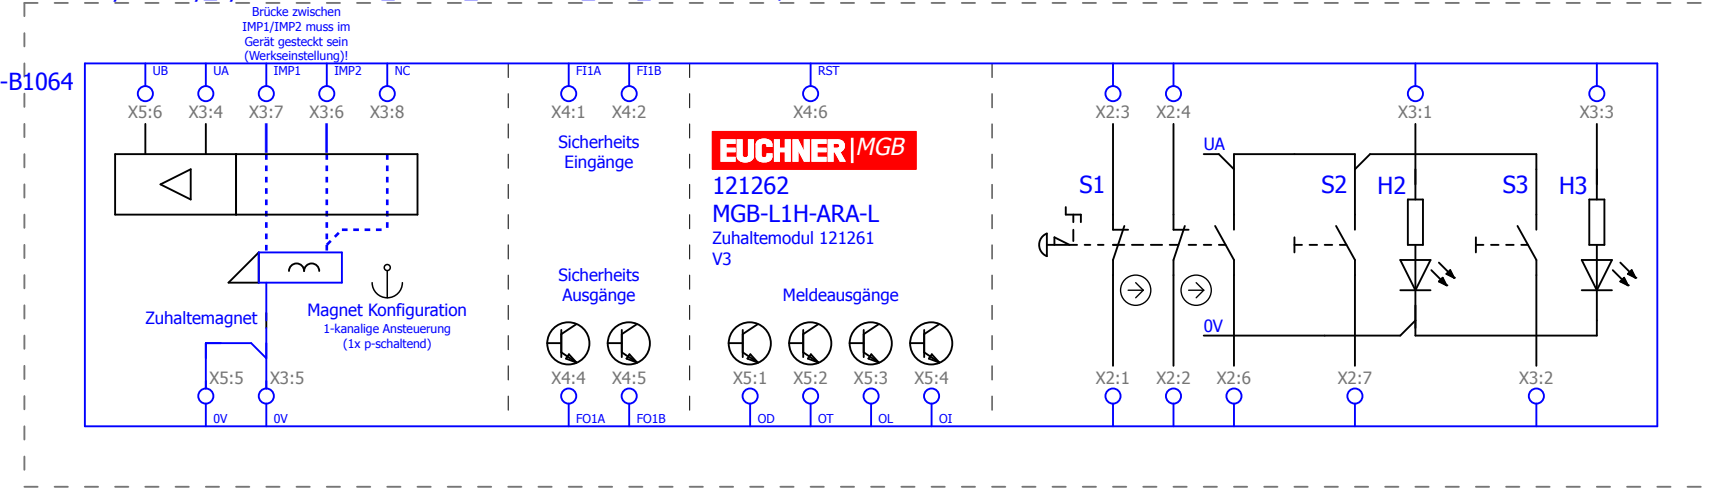 Brücke zwischen
IMP1/IMP2 muss im
Gerät gesteckt sein
(Werkseinstellung)!
-B1064
UB UA IMP1 IMP2 NC FI1A FI1B RST
X5:6 X3:4 X3:7 X3:6 X3:8 X4:1 X4:2 X4:6 X2:3 X2:4 X3:1 X3:3
Sicherheits
Eingänge
EUCHNER|MGB
121262
MGB-L1H-ARA-L
Zuhaltemodul 121261
V3
UA
S1 S2 H2 S3 H3
Sicherheits
Ausgänge
Meldeausgänge
Zuhaltemagnet
Magnet Konfiguration
1-kanalige Ansteuerung
(1x p-schaltend)
0V
X5:5 X3:5 X4:4 X4:5 X5:1 X5:2 X5:3 X5:4 X2:1 X2:2 X2:6 X2:7 X3:2
0V 0V FO1A FO1B OD OT OL OI